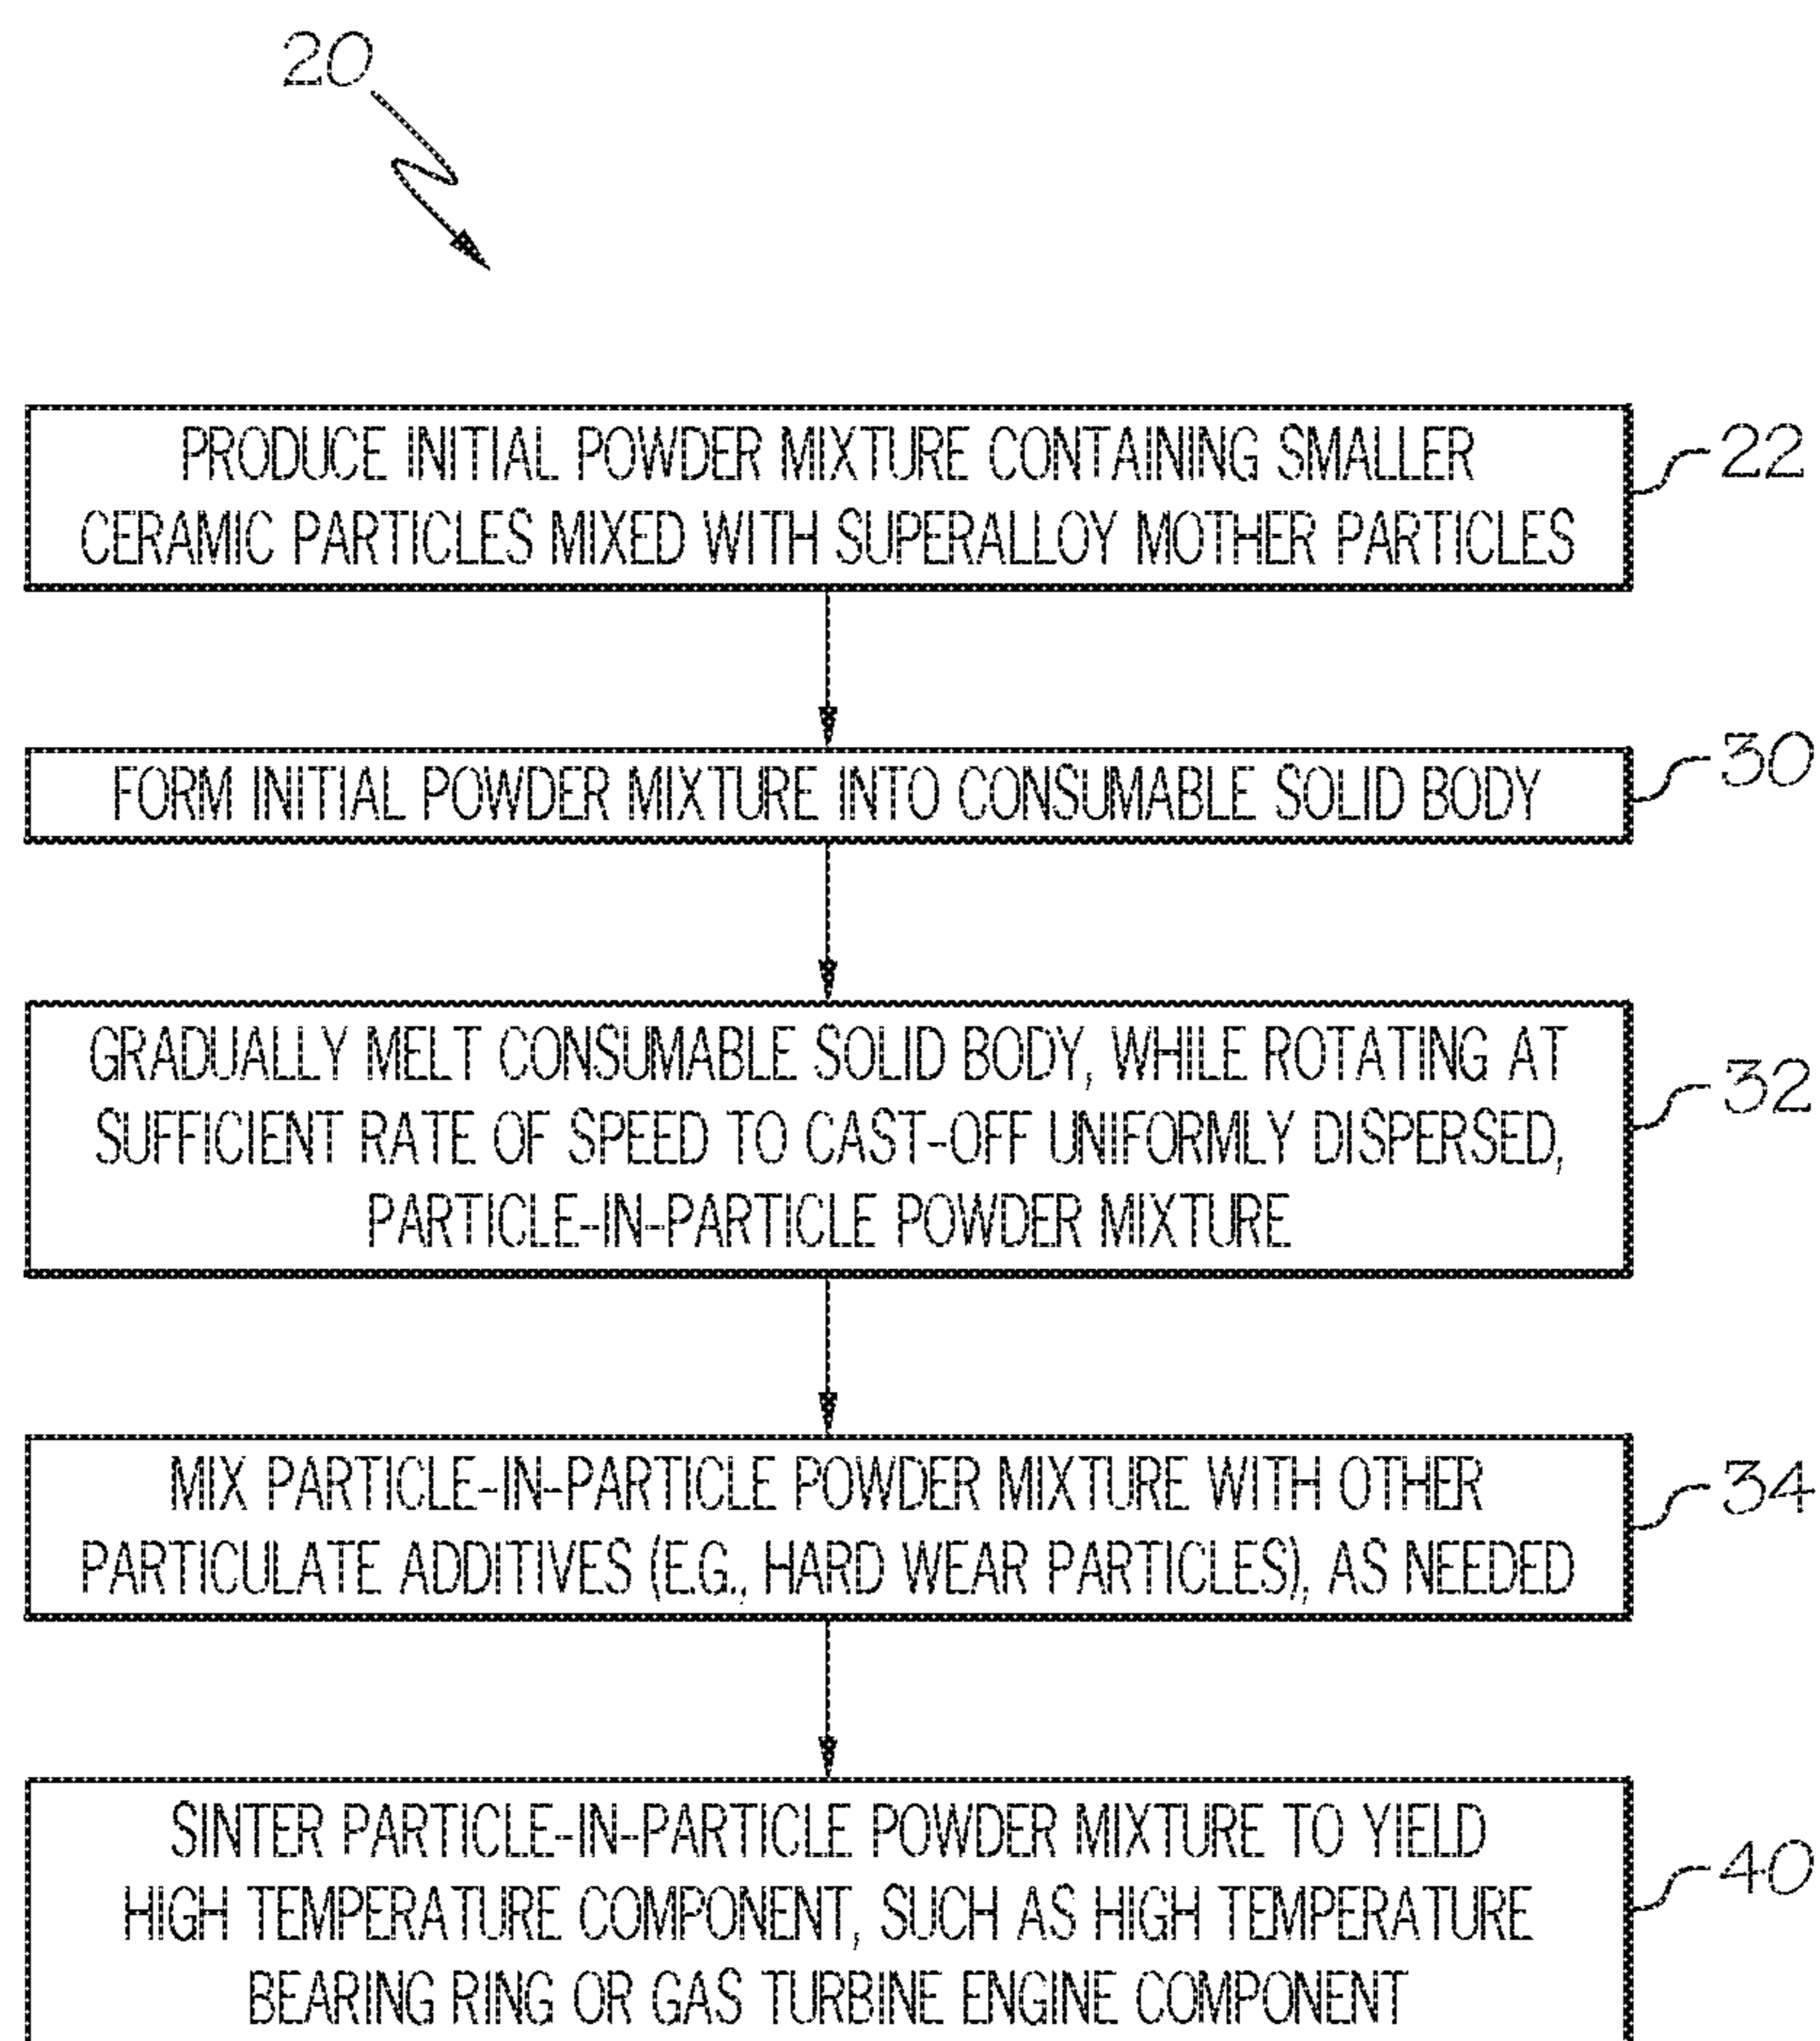 20
PRODUCE INITIAL POWDER MIXTURE CONTAINING SMALLER
CERAMIC PARTICLES MIXED WITH SUPERALLOY MOTHER PARTICLES
22
FORM INITIAL POWDER MIXTURE INTO CONSUMABLE SOLID BODY
30
GRADUALLY MELT CONSUMABLE SOLID BODY, WHILE ROTATING AT
SUFFICIENT RATE OF SPEED TO CAST-OFF UNIFORMLY DISPERSED,
PARTICLE-IN-PARTICLE POWDER MIXTURE
32
MIX PARTICLE-IN-PARTICLE POWDER MIXTURE WITH OTHER
PARTICULATE ADDITIVES (E.G., HARD WEAR PARTICLES), AS NEEDED
34
SINTER PARTICLE-IN-PARTICLE POWDER MIXTURE TO YIELD
HIGH TEMPERATURE COMPONENT, SUCH AS HIGH TEMPERATURE
BEARING RING OR GAS TURBINE ENGINE COMPONENT
40